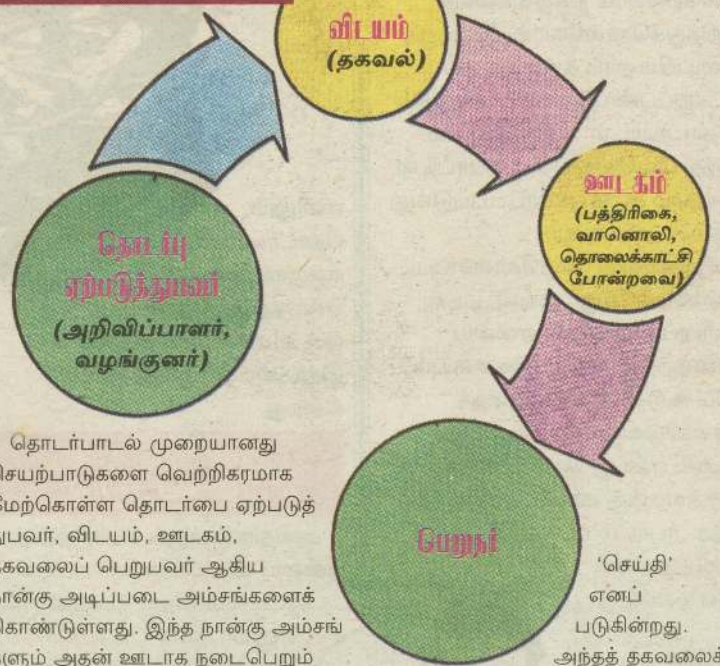 விடயம்
(தகவல்)
ஊடகம்
(பத்திரிகை,
வானொலி,
தொலைக்காட்சி
போன்றவை)
தொடர்பு
ஏற்படுத்துபவர்
(அறிவிப்பாளர்,
வழங்குனர்)
பெறுநர்
தொடர்பாடல் முறையானது
செயற்பாடுகளை வெற்றிகரமாக
மேற்கொள்ள தொடர்பை ஏற்படுத்
துபவர், விடயம், ஊடகம்,
தகவலைப் பெறுபவர் ஆகிய
நான்கு அடிப்படை அம்சங்களைக்
கொண்டுள்ளது. இந்த நான்கு அம்சங்
களும் அதன் ஊடாக நடைபெறும்
‘செய்தி’
எனப்
படுகின்றது.
அந்தத் தகவலைக்